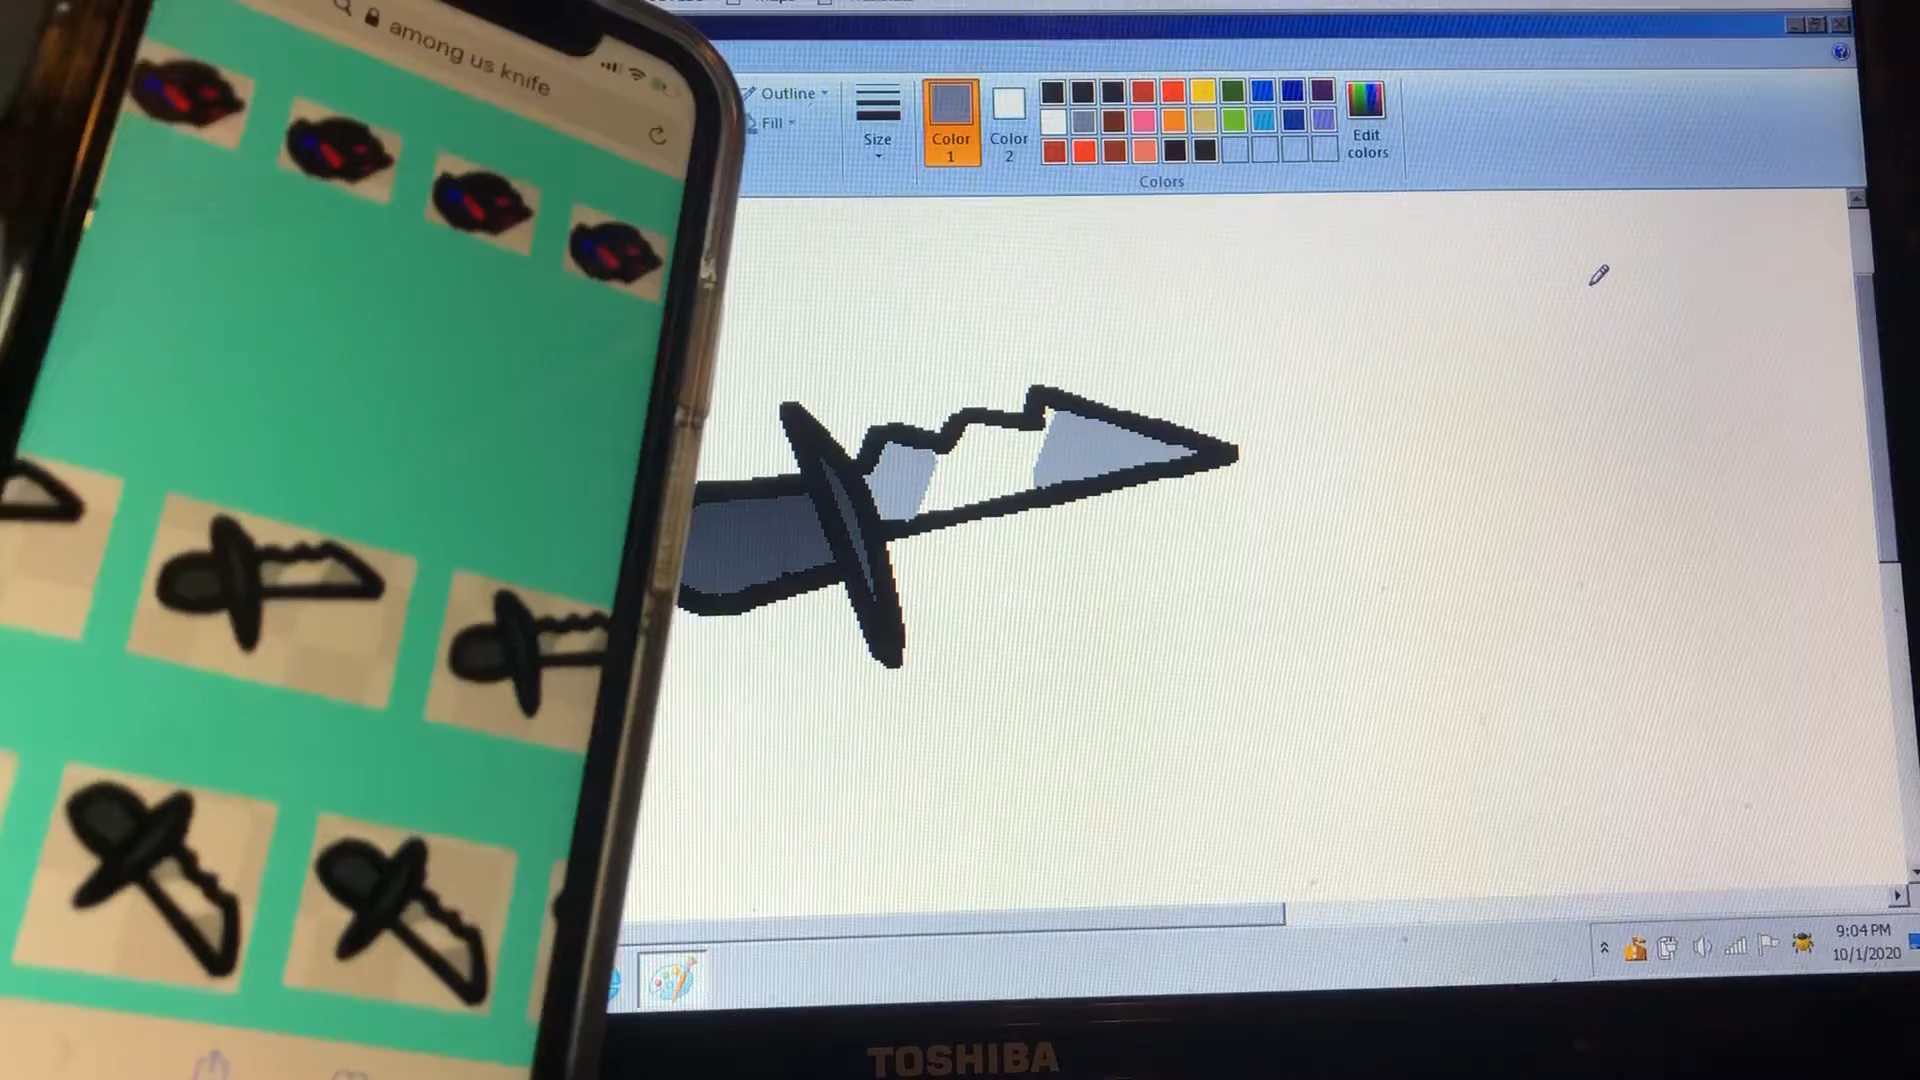 among us knife
Outline
Fill
Size
Color
1
Color
2
Edit
colors
Colors
9:04 PM
10/1/2020
TOSHIBA